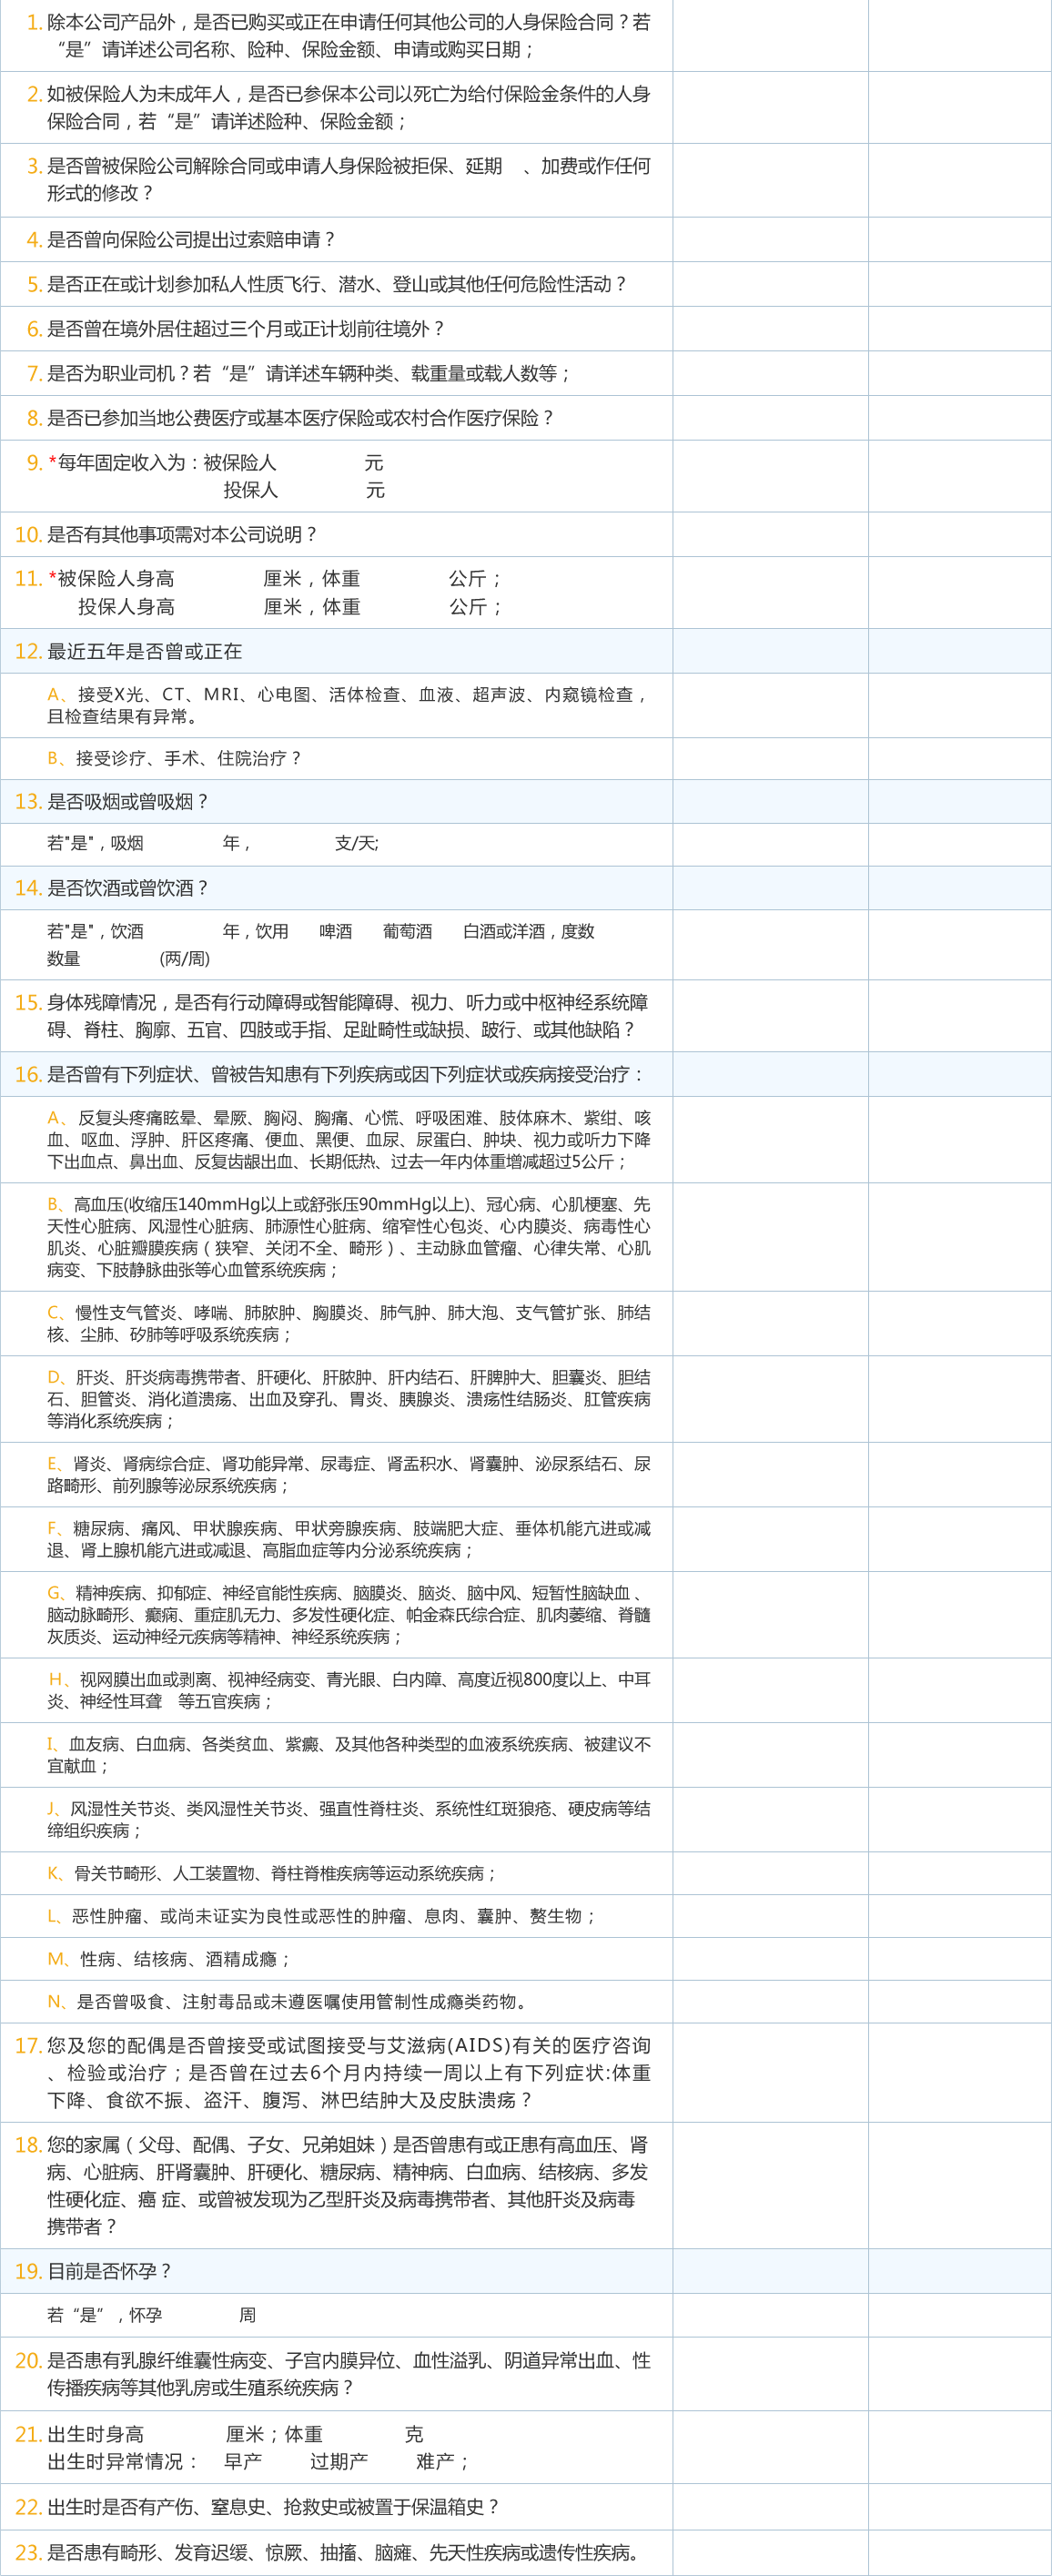 1. 除本公司产品外，是否已购买或正在申请任何其他公司的人身保险合同？若
“是”请详述公司名称、险种、保险金额、申请或购买日期；
2. 如被保险人为未成年人，是否已参保本公司以死亡为给付保险金条件的人身
保险合同，若“是”请详述险种、保险金额；
3. 是否曾被保险公司解除合同或申请人身保险被拒保、延期 、加费或作任何
形式的修改？
4. 是否曾向保险公司提出过索赔申请？
5. 是否正在或计划参加私人性质飞行、潜水、登山或其他任何危险性活动？
6. 是否曾在境外居住超过三个月或正计划前往境外？
7. 是否为职业司机？若“是”请详述车辆种类、载重量或载人数等；
8. 是否已参加当地公费医疗或基本医疗保险或农村合作医疗保险？
9. *每年固定收入为：被保险人 元
投保人 元
10. 是否有其他事项需对本公司说明？
11. *被保险人身高 厘米，体重 公斤；
投保人身高 厘米，体重 公斤；
12. 最近五年是否曾或正在
A、接受X光、CT、MRI、心电图、活体检查、血液、超声波、内窥镜检查，
且检查结果有异常。
B、接受诊疗、手术、住院治疗？
13. 是否吸烟或曾吸烟？
若"是"，吸烟 年， 支/天;
14. 是否饮酒或曾饮酒？
若"是"，饮酒 年，饮用 啤酒 葡萄酒 白酒或洋酒，度数
数量 (两/周)
15. 身体残障情况，是否有行动障碍或智能障碍、视力、听力或中枢神经系统障
碍、脊柱、胸廓、五官、四肢或手指、足趾畸性或缺损、跛行、或其他缺陷？
16. 是否曾有下列症状、曾被告知患有下列疾病或因下列症状或疾病接受治疗：
A、反复头疼痛眩晕、晕厥、胸闷、胸痛、心慌、呼吸困难、肢体麻木、紫绀、咳
血、呕血、浮肿、肝区疼痛、便血、黑便、血尿、尿蛋白、肿块、视力或听力下降
下出血点、鼻出血、反复齿龈出血、长期低热、过去一年内体重增减超过5公斤；
B、高血压(收缩压140mmHg以上或舒张压90mmHg以上)、冠心病、心肌梗塞、先
天性心脏病、风湿性心脏病、肺源性心脏病、缩窄性心包炎、心内膜炎、病毒性心
肌炎、心脏瓣膜疾病（狭窄、关闭不全、畸形）、主动脉血管瘤、心律失常、心肌
病变、下肢静脉曲张等心血管系统疾病；
C、慢性支气管炎、哮喘、肺脓肿、胸膜炎、肺气肿、肺大泡、支气管扩张、肺结
核、尘肺、矽肺等呼吸系统疾病；
D、肝炎、肝炎病毒携带者、肝硬化、肝脓肿、肝内结石、肝脾肿大、胆囊炎、胆结
石、胆管炎、消化道溃疡、出血及穿孔、胃炎、胰腺炎、溃疡性结肠炎、肛管疾病
等消化系统疾病；
E、肾炎、肾病综合症、肾功能异常、尿毒症、肾盂积水、肾囊肿、泌尿系结石、尿
路畸形、前列腺等泌尿系统疾病；
F、糖尿病、痛风、甲状腺疾病、甲状旁腺疾病、肢端肥大症、垂体机能亢进或减
退、肾上腺机能亢进或减退、高脂血症等内分泌系统疾病；
G、精神疾病、抑郁症、神经官能性疾病、脑膜炎、脑炎、脑中风、短暂性脑缺血 、
脑动脉畸形、癫痫、重症肌无力、多发性硬化症、帕金森氏综合症、肌肉萎缩、脊髓
灰质炎、运动神经元疾病等精神、神经系统疾病；
H、视网膜出血或剥离、视神经病变、青光眼、白内障、高度近视800度以上、中耳
炎、神经性耳聋 等五官疾病；
I、血友病、白血病、各类贫血、紫癜、及其他各种类型的血液系统疾病、被建议不
宜献血；
J、风湿性关节炎、类风湿性关节炎、强直性脊柱炎、系统性红斑狼疮、硬皮病等结
缔组织疾病；
K、骨关节畸形、人工装置物、脊柱脊椎疾病等运动系统疾病；
L、恶性肿瘤、或尚未证实为良性或恶性的肿瘤、息肉、囊肿、赘生物；
M、性病、结核病、酒精成瘾；
N、是否曾吸食、注射毒品或未遵医嘱使用管制性成瘾类药物。
17. 您及您的配偶是否曾接受或试图接受与艾滋病(AIDS)有关的医疗咨询
、检验或治疗；是否曾在过去6个月内持续一周以上有下列症状:体重
下降、食欲不振、盗汗、腹泻、淋巴结肿大及皮肤溃疡？
18. 您的家属（父母、配偶、子女、兄弟姐妹）是否曾患有或正患有高血压、肾
病、心脏病、肝肾囊肿、肝硬化、糖尿病、精神病、白血病、结核病、多发
性硬化症、癌 症、或曾被发现为乙型肝炎及病毒携带者、其他肝炎及病毒
携带者？
19. 目前是否怀孕？
若“是”，怀孕 周
20. 是否患有乳腺纤维囊性病变、子宫内膜异位、血性溢乳、阴道异常出血、性
传播疾病等其他乳房或生殖系统疾病？
21. 出生时身高 厘米；体重 克
出生时异常情况： 早产 过期产 难产；
22. 出生时是否有产伤、窒息史、抢救史或被置于保温箱史？
23. 是否患有畸形、发育迟缓、惊厥、抽搐、脑瘫、先天性疾病或遗传性疾病。